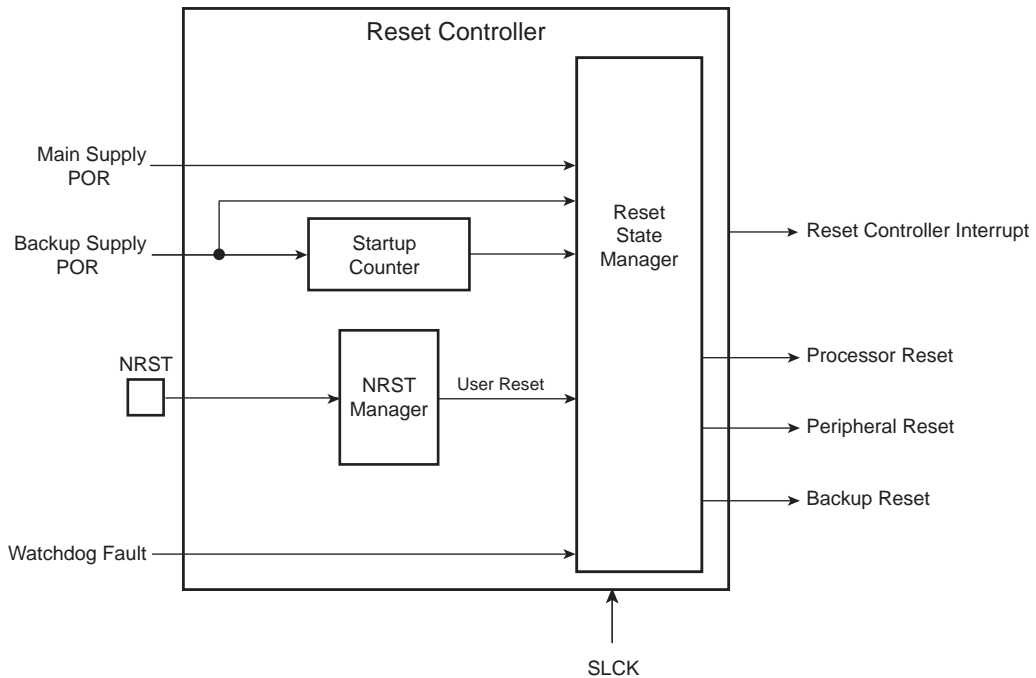 Reset Controller
Main Supply
POR
Backup Supply
POR
Startup
Counter
Reset
State
Manager
Reset Controller Interrupt
NRST
NRST
Manager
User Reset
Processor Reset
Peripheral Reset
Backup Reset
Watchdog Fault
SLCK